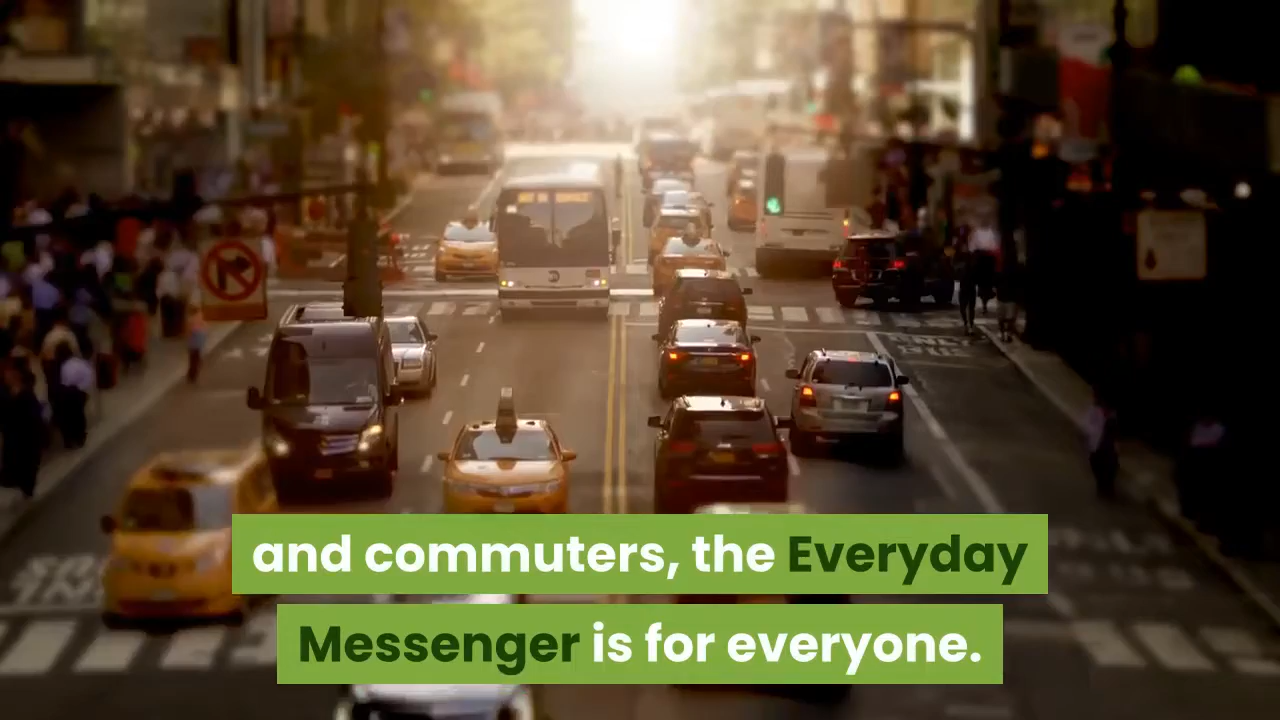 and commuters, the Everyday
Messenger is for everyone.